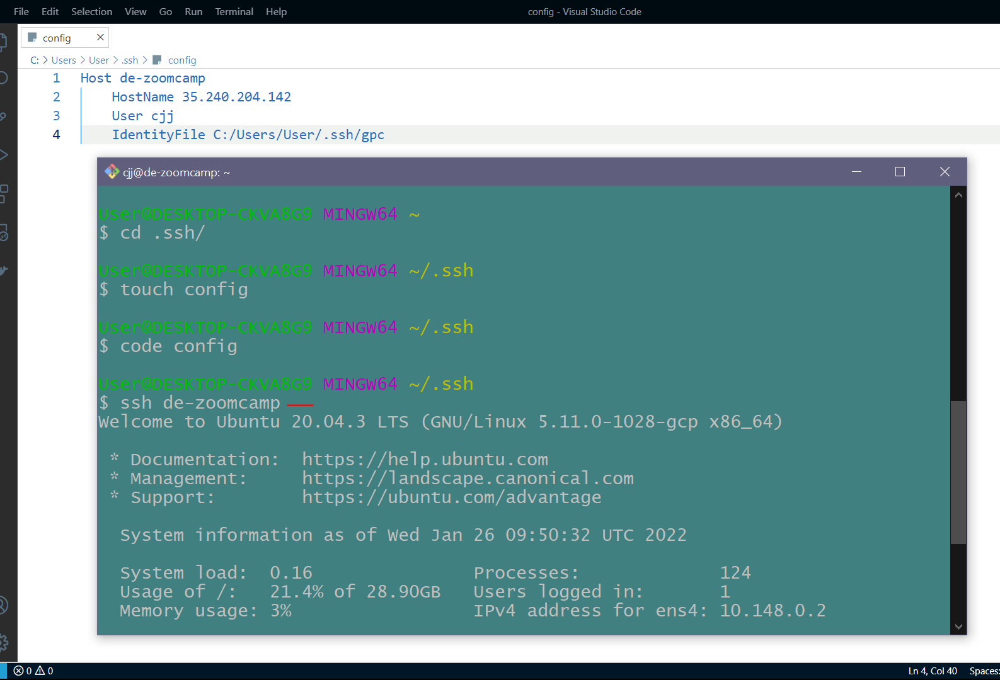 File Edit Selection View Go Run Terminal Help config - Visual Studio Code
config
C: > Users > User > .ssh > config
1 Host de-zoomcamp
2 HostName 35.240.204.142
3 User cjj
4 IdentityFile C:/Users/User/.ssh/gpc
cjj@de-zoomcamp: ~
User@DESKTOP-CKVA8G9 MINGW64 ~
$ cd .ssh/
User@DESKTOP-CKVA8G9 MINGW64 ~/.ssh
$ touch config
User@DESKTOP-CKVA8G9 MINGW64 ~/.ssh
$ code config
User@DESKTOP-CKVA8G9 MINGW64 ~/.ssh
$ ssh de-zoomcamp
Welcome to Ubuntu 20.04.3 LTS (GNU/Linux 5.11.0-1028-gcp x86_64)
* Documentation: https://help.ubuntu.com
* Management: https://landscape.canonical.com
* Support: https://ubuntu.com/advantage
System information as of Wed Jan 26 09:50:32 UTC 2022
System load: 0.16 Processes: 124
Usage of /: 21.4% of 28.90GB Users logged in: 1
Memory usage: 3% IPv4 address for ens4: 10.148.0.2
0 0 Ln 4, Col 40 Spaces: